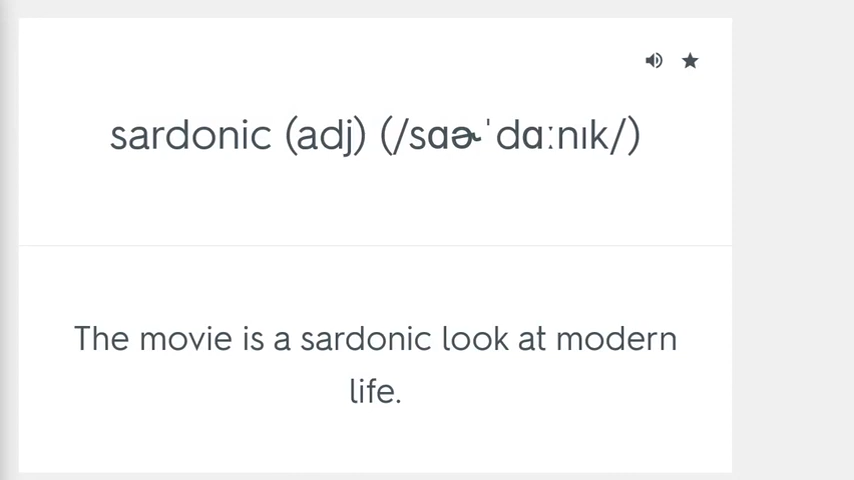 sardonic (adj) (/sɑɚˈdɑːnɪk/)
The movie is a sardonic look at modern
life.